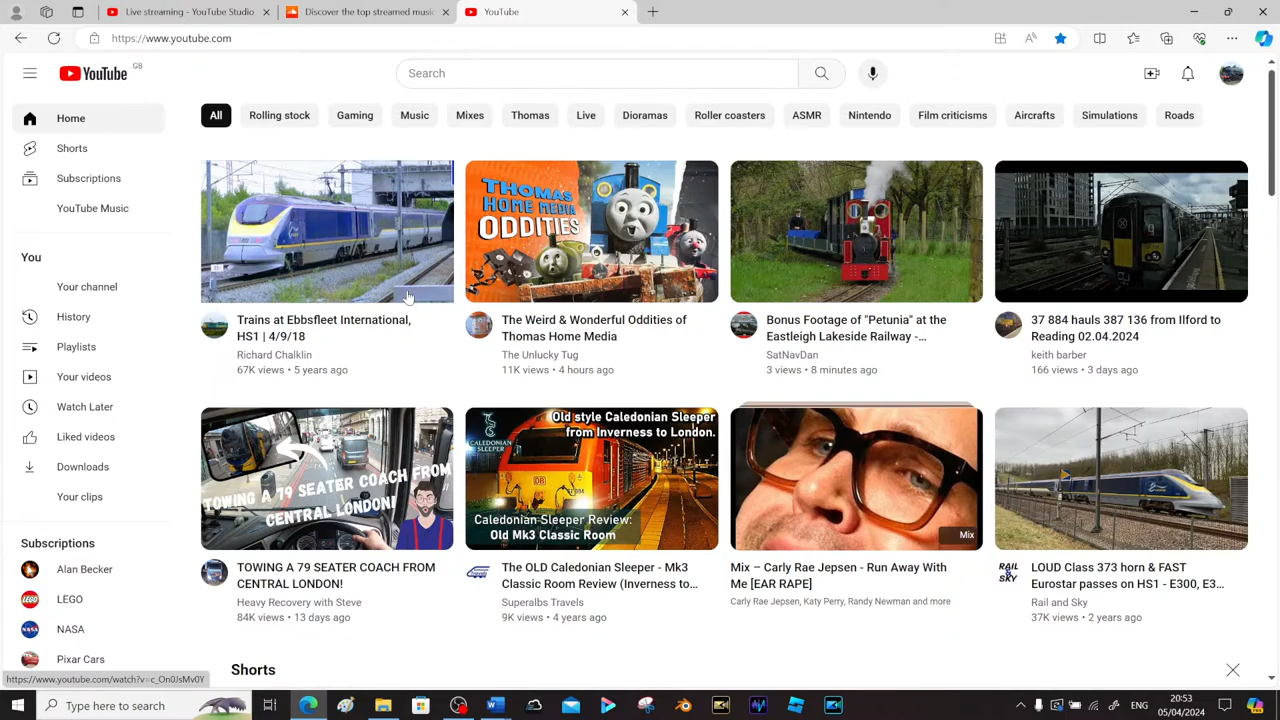 Live streaming - YouTube Studio
Discover the top streamed music
YouTube
https://www.youtube.com
YouTube GB
Search
Home
Shorts
Subscriptions
YouTube Music
You
Your channel
History
Playlists
Your videos
Watch Later
Liked videos
Downloads
Your clips
Subscriptions
Alan Becker
LEGO
NASA
Pixar Cars
All
Rolling stock
Gaming
Music
Mixes
Thomas
Live
Dioramas
Roller coasters
ASMR
Nintendo
Film criticisms
Aircrafts
Simulations
Roads
Trains at Ebbsfleet International,
HS1 | 4/9/18
Richard Chalklin
67K views • 5 years ago
THOMAS
HOME MEDIA
ODDITIES
The Weird & Wonderful Oddities of
Thomas Home Media
The Unlucky Tug
11K views • 4 hours ago
Bonus Footage of "Petunia" at the
Eastleigh Lakeside Railway -...
SatNavDan
3 views • 8 minutes ago
37 884 hauls 387 136 from Ilford to
Reading 02.04.2024
keith barber
166 views • 3 days ago
TOWING A 79 SEATER COACH FROM
CENTRAL LONDON!
TOWING A 79 SEATER COACH FROM
CENTRAL LONDON!
Heavy Recovery with Steve
84K views • 13 days ago
CALEDONIAN
SLEEPER
Old style Caledonian Sleeper
from Inverness to London.
DB
Caledonian Sleeper Review:
Old Mk3 Classic Room
The OLD Caledonian Sleeper - Mk3
Classic Room Review (Inverness to...
Superalbs Travels
9K views • 4 years ago
Mix
Mix – Carly Rae Jepsen - Run Away With
Me [EAR RAPE]
Carly Rae Jepsen, Katy Perry, Randy Newman and more
RAIL
&
SKY
LOUD Class 373 horn & FAST
Eurostar passes on HS1 - E300, E3...
Rail and Sky
37K views • 2 years ago
Shorts
https://www.youtube.com/watch?v=c_On0JsMv0Y
Type here to search
20:53
05/04/2024